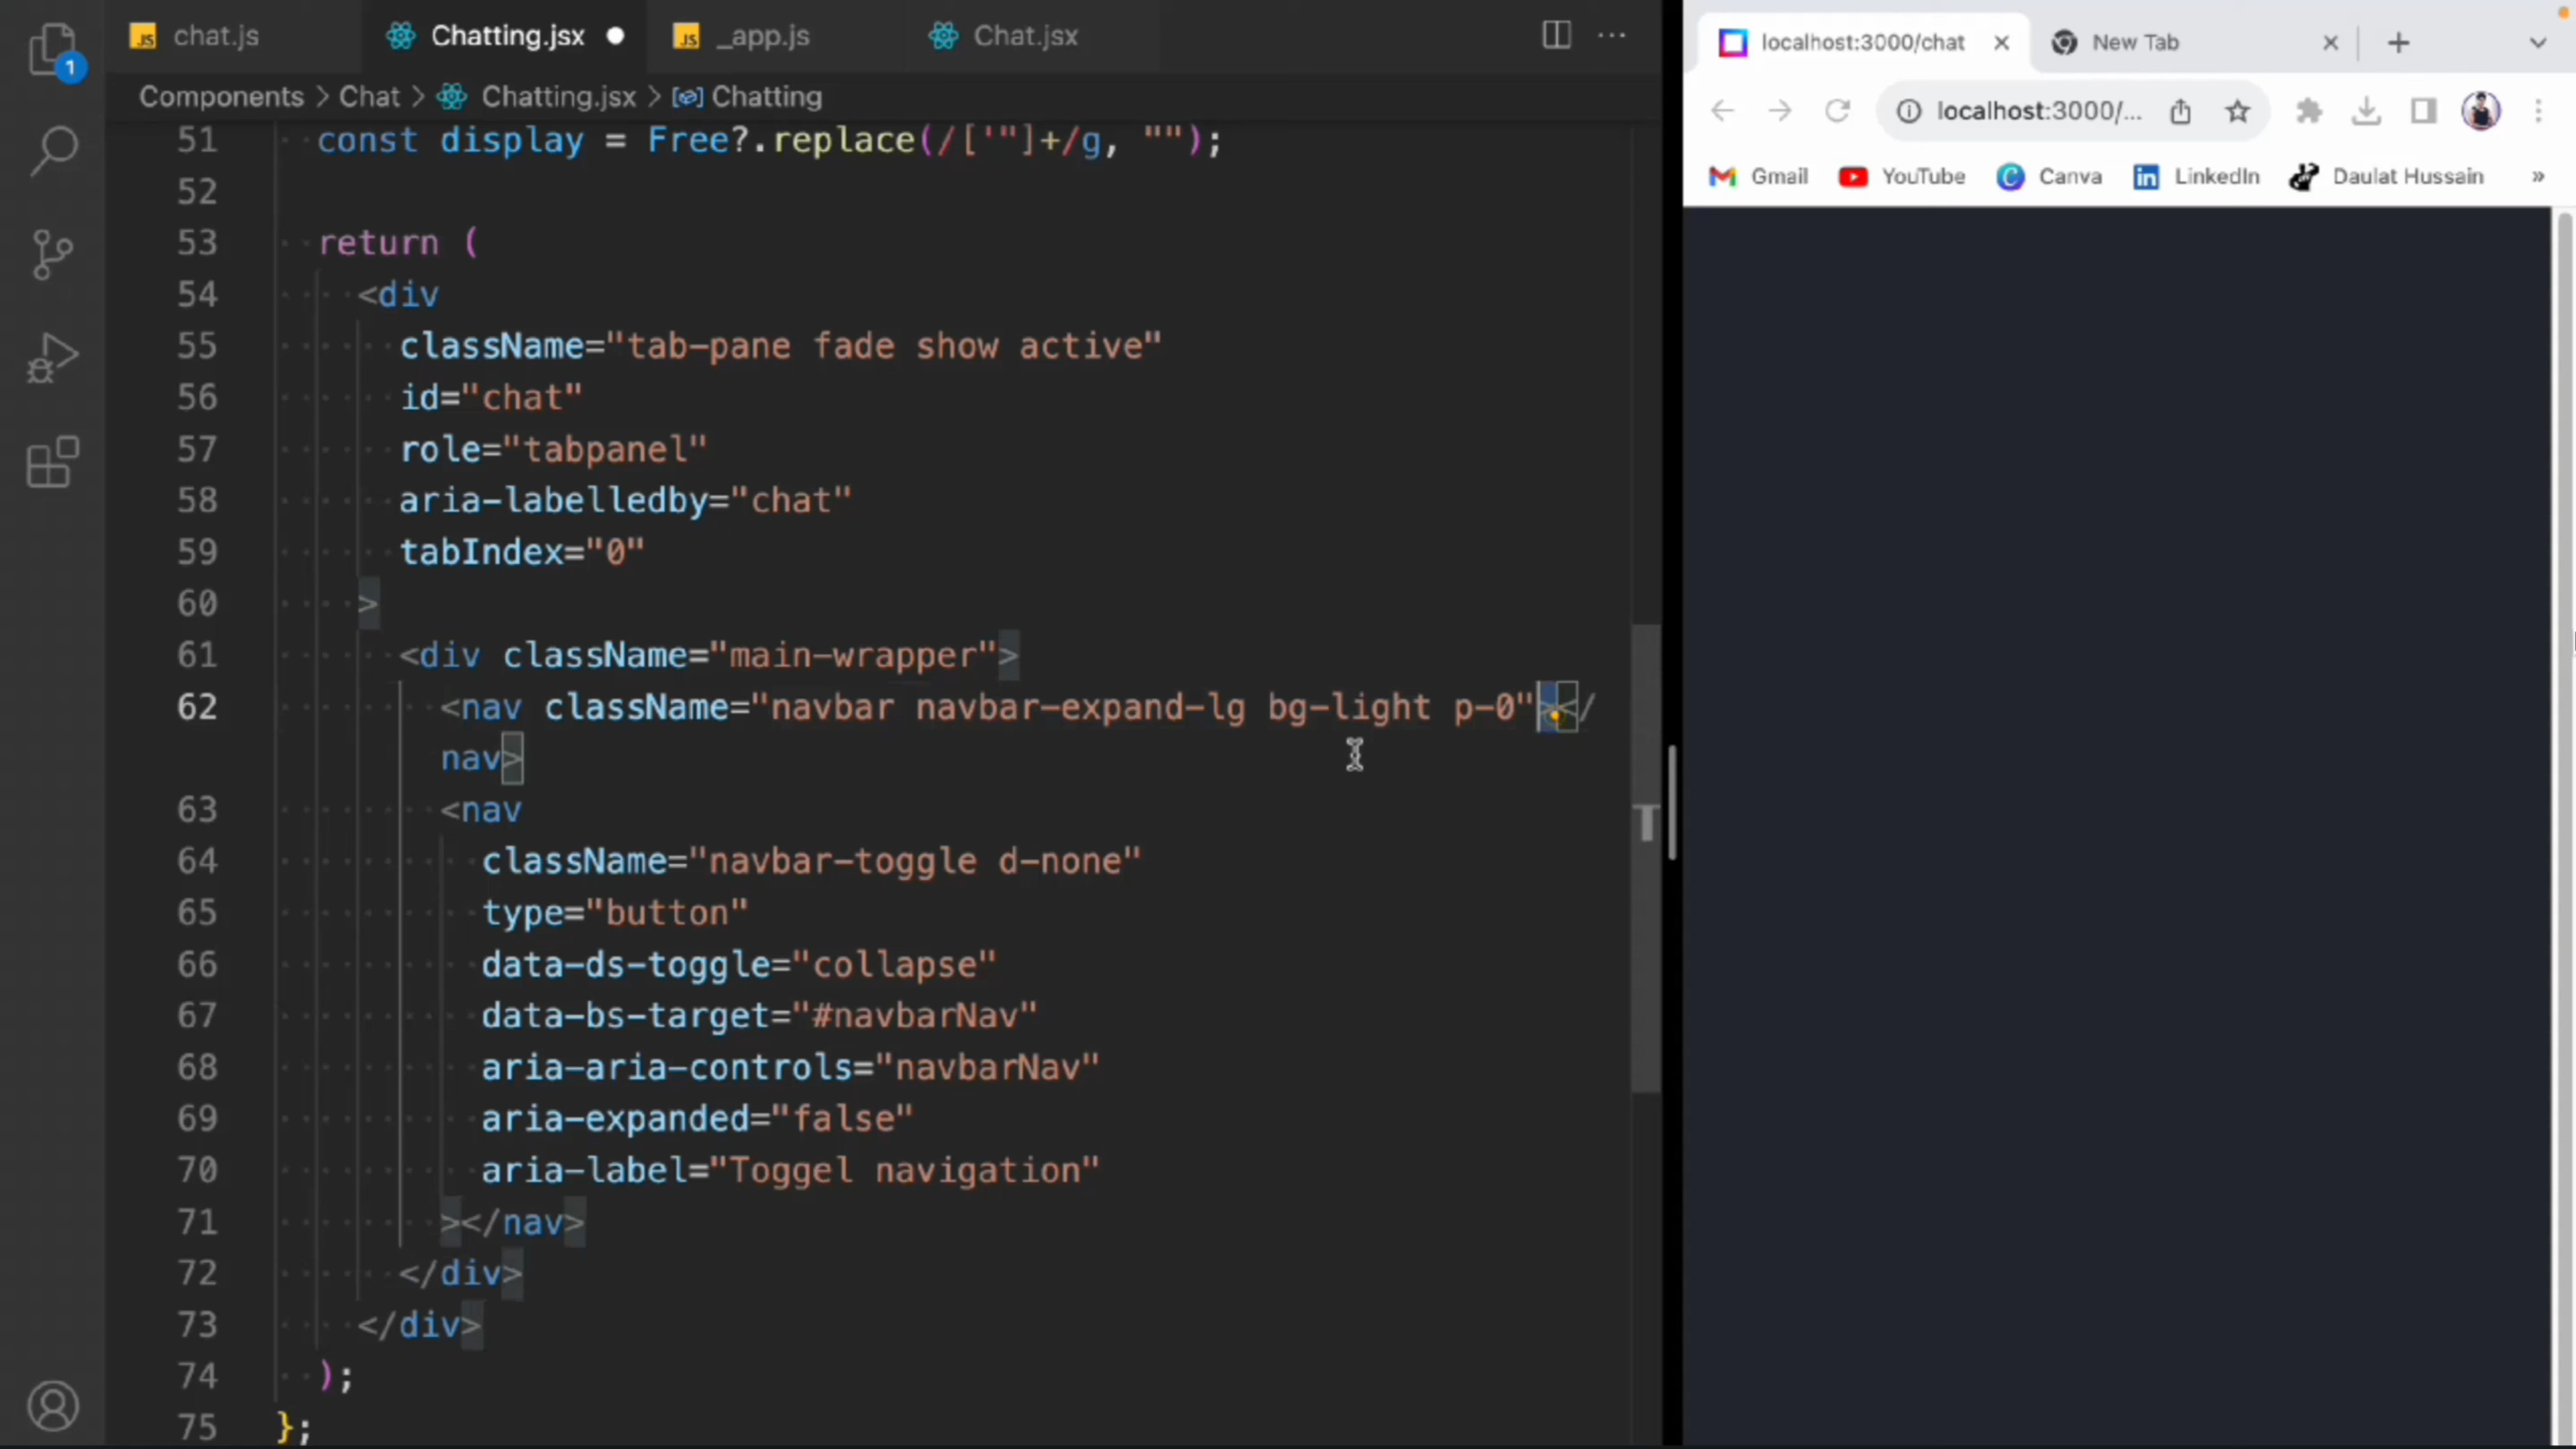 chat.js
Chatting.jsx
_app.js
Chat.jsx
...
localhost:3000/chat
New Tab
localhost:3000/...
Gmail
YouTube
Canva
LinkedIn
Daulat Hussain
»
1
Components > Chat > Chatting.jsx > Chatting
51 const display = Free?.replace(/['"]+/g, "");
52
53 return (
54 <div
55 className="tab-pane fade show active"
56 id="chat"
57 role="tabpanel"
58 aria-labelledby="chat"
59 tabIndex="0"
60 >
61 <div className="main-wrapper">
62 <nav className="navbar navbar-expand-lg bg-light p-0"></
nav>
63 <nav
64 className="navbar-toggle d-none"
65 type="button"
66 data-ds-toggle="collapse"
67 data-bs-target="#navbarNav"
68 aria-aria-controls="navbarNav"
69 aria-expanded="false"
70 aria-label="Toggel navigation"
71 ></nav>
72 </div>
73 </div>
74 );
75 };